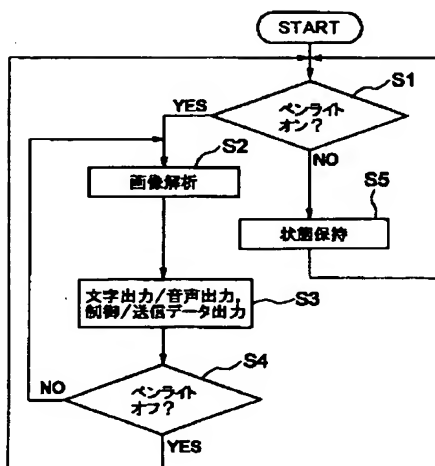 START
S1
ペンライト
オン?
YES
NO
S2
画像解析
S5
状態保持
S3
文字出力/音声出力,
制御/送信データ出力
S4
ペンライト
オフ?
NO
YES